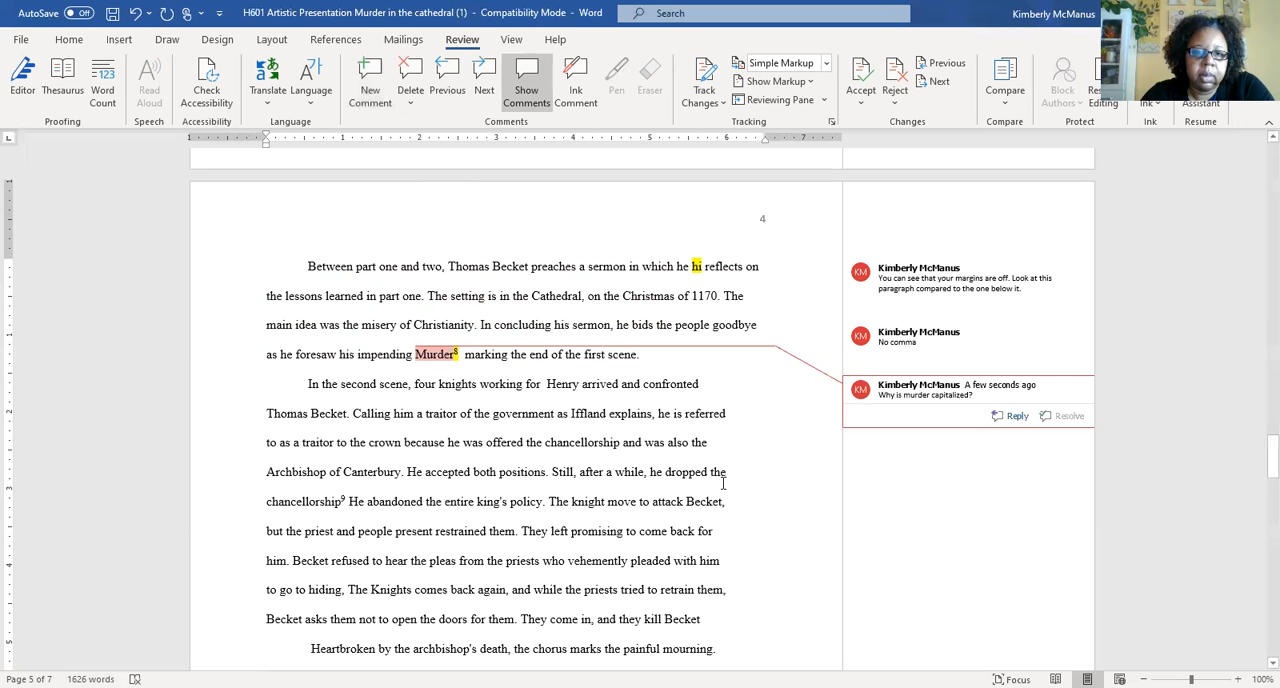 AutoSave Off H601 Artistic Presentation Murder in the cathedral (1) - Compatibility Mode - Word Search Kimberly McManus
File Home Insert Draw Design Layout References Mailings Review View Help
Editor Thesaurus Word Count Read Aloud Check Accessibility Translate Language New Comment Delete Previous Next Show Comments Ink Comment Pen Eraser Track Changes Simple Markup Show Markup Reviewing Pane Accept Reject Previous Next Compare Block Authors Editing Ink Assistant
Proofing Speech Accessibility Language Comments Tracking Changes Compare Protect Ink Resume
1 1 2 3 4 5 6 7
4
Between part one and two, Thomas Becket preaches a sermon in which he hi reflects on
the lessons learned in part one. The setting is in the Cathedral, on the Christmas of 1170. The
main idea was the misery of Christianity. In concluding his sermon, he bids the people goodbye
as he foresaw his impending Murder8 marking the end of the first scene.
In the second scene, four knights working for Henry arrived and confronted
Thomas Becket. Calling him a traitor of the government as Iffland explains, he is referred
to as a traitor to the crown because he was offered the chancellorship and was also the
Archbishop of Canterbury. He accepted both positions. Still, after a while, he dropped the
chancellorship9 He abandoned the entire king's policy. The knight move to attack Becket,
but the priest and people present restrained them. They left promising to come back for
him. Becket refused to hear the pleas from the priests who vehemently pleaded with him
to go to hiding, The Knights comes back again, and while the priests tried to retrain them,
Becket asks them not to open the doors for them. They come in, and they kill Becket
Heartbroken by the archbishop's death, the chorus marks the painful mourning.
Kimberly McManus
You can see that your margins are off. Look at this
paragraph compared to the one below it.
Kimberly McManus
No comma
Kimberly McManus A few seconds ago
Why is murder capitalized?
Reply Resolve
Page 5 of 7 1626 words Focus 100%